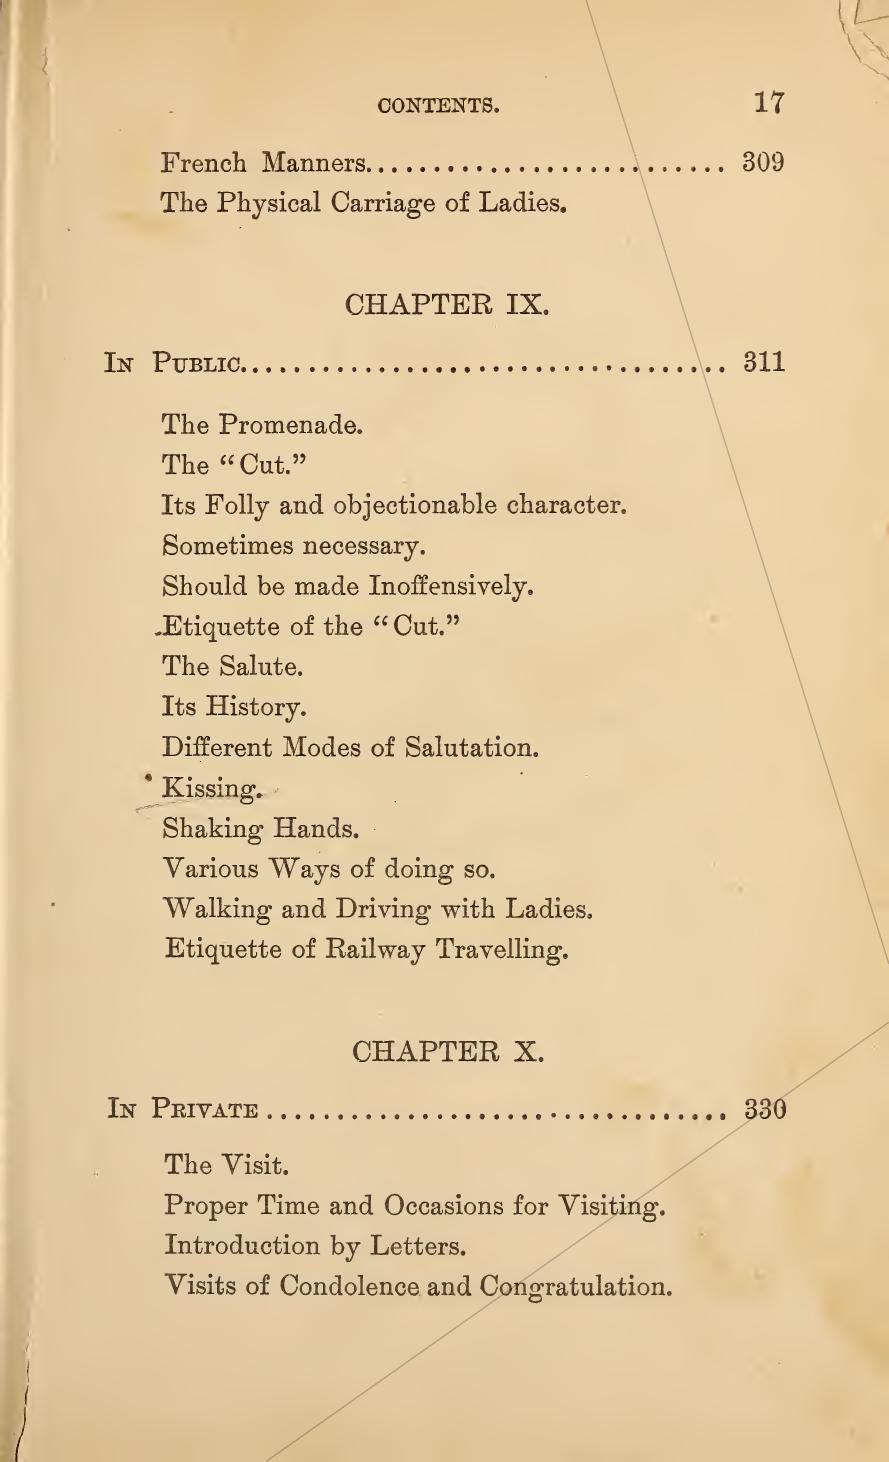 CONTENTS. 17
French Manners.......................... 309
The Physical Carriage of Ladies.
CHAPTER IX.
In Public.................................. 311
The Promenade.
The “Cut.”
Its Folly and objectionable character.
Sometimes necessary.
Should be made Inoffensively.
Etiquette of the “Cut.”
The Salute.
Its History.
Different Modes of Salutation.
Kissing.
Shaking Hands.
Various Ways of doing so.
Walking and Driving with Ladies.
Etiquette of Railway Travelling.
CHAPTER X.
In Private ................................. 330
The Visit.
Proper Time and Occasions for Visiting.
Introduction by Letters.
Visits of Condolence and Congratulation.